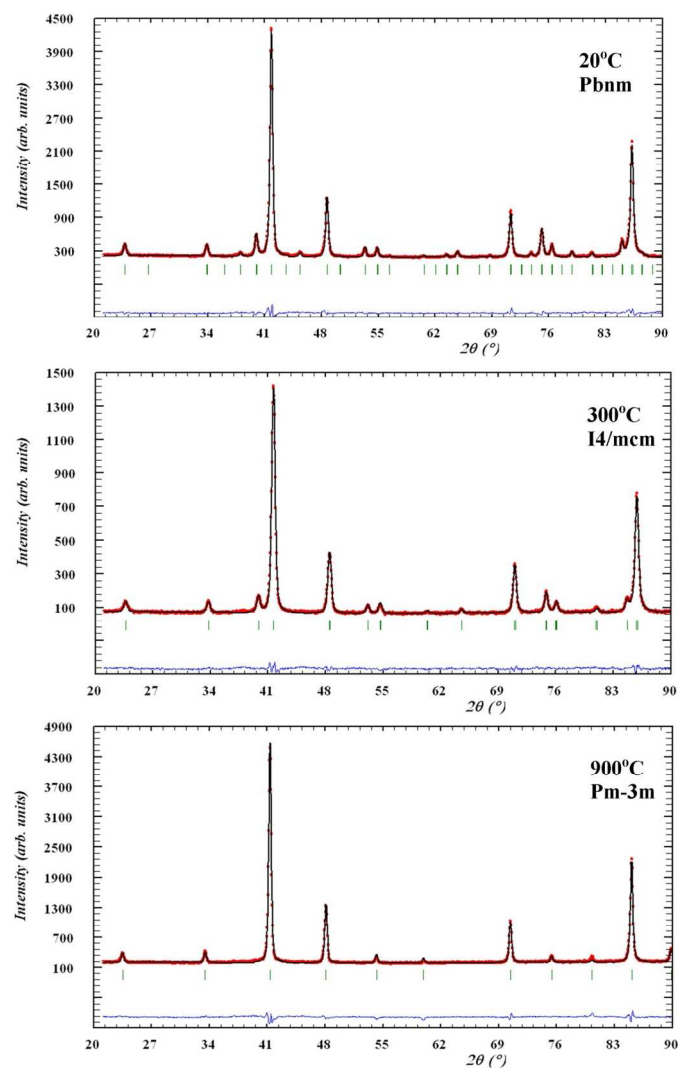 4500
3900
3300
2700
2100
1500
900
300
Intensity (arb. units)
20°C
Pbnm
20 27 34 41 48 55 62 69 76 83 90
2θ (°)
1500
1300
1100
900
700
500
300
100
Intensity (arb. units)
300°C
I4/mcm
20 27 34 41 48 55 62 69 76 83 90
2θ (°)
4900
4300
3700
3100
2500
1900
1300
700
100
Intensity (arb. units)
900°C
Pm-3m
20 27 34 41 48 55 62 69 76 83 90
2θ (°)